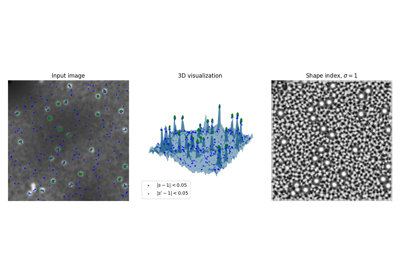 Input image
3D visualization
Shape index, σ = 1
|s − 1| < 0.05
|s' − 1| < 0.05